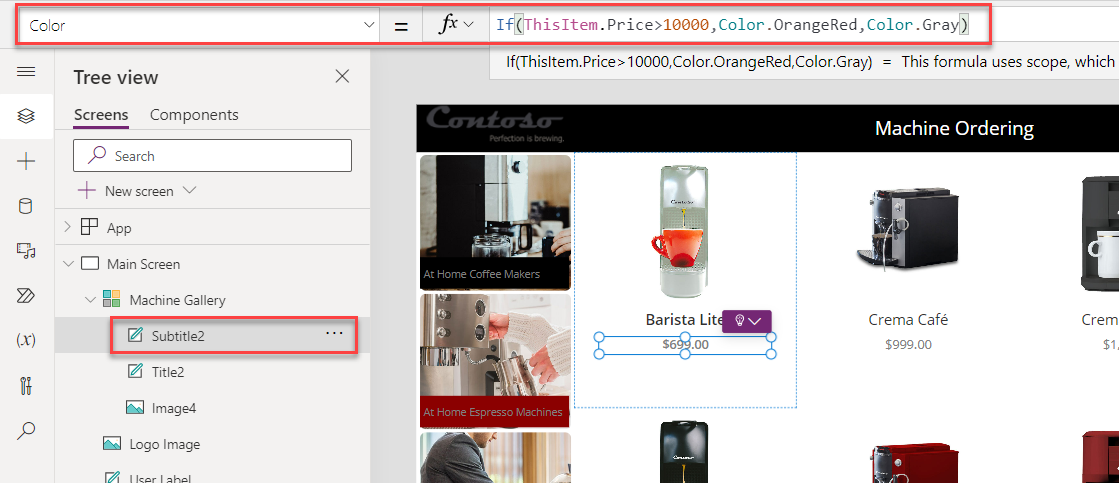 Color
=
fx
If(ThisItem.Price>10000,Color.OrangeRed,Color.Gray)
If(ThisItem.Price>10000,Color.OrangeRed,Color.Gray) = This formula uses scope, which
Tree view
Screens
Components
Search
New screen
App
Main Screen
Machine Gallery
Subtitle2
...
Title2
Image4
Logo Image
User Label
(x)
Contoso
Perfection is brewing.
Machine Ordering
At Home Coffee Makers
At Home Espresso Machines
Contoso
Barista Lite
$699.00
Crema Café
$999.00
Crem
$1,